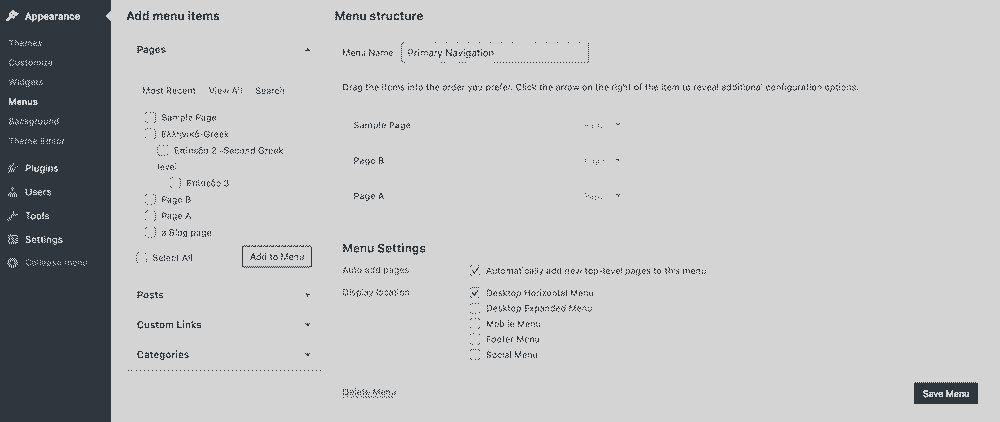 Appearance
Themes
Customize
Widgets
Menus
Background
Theme Editor
Plugins
Users
Tools
Settings
Collapse menu
Add menu items
Pages
Most Recent View All Search
Sample Page
Ελληνικά-Greek
Επίπεδο 2 -Second Greek
level
Επίπεδο 3
Page B
Page A
a Blog page
Select All
Add to Menu
Posts
Custom Links
Categories
Menu structure
Menu Name Primary Navigation
Drag the items into the order you prefer. Click the arrow on the right of the item to reveal additional configuration options.
Sample Page
Page B
Page A
Menu Settings
Auto add pages Automatically add new top-level pages to this menu
Display location Desktop Horizontal Menu
Desktop Expanded Menu
Mobile Menu
Footer Menu
Social Menu
Delete Menu
Save Menu